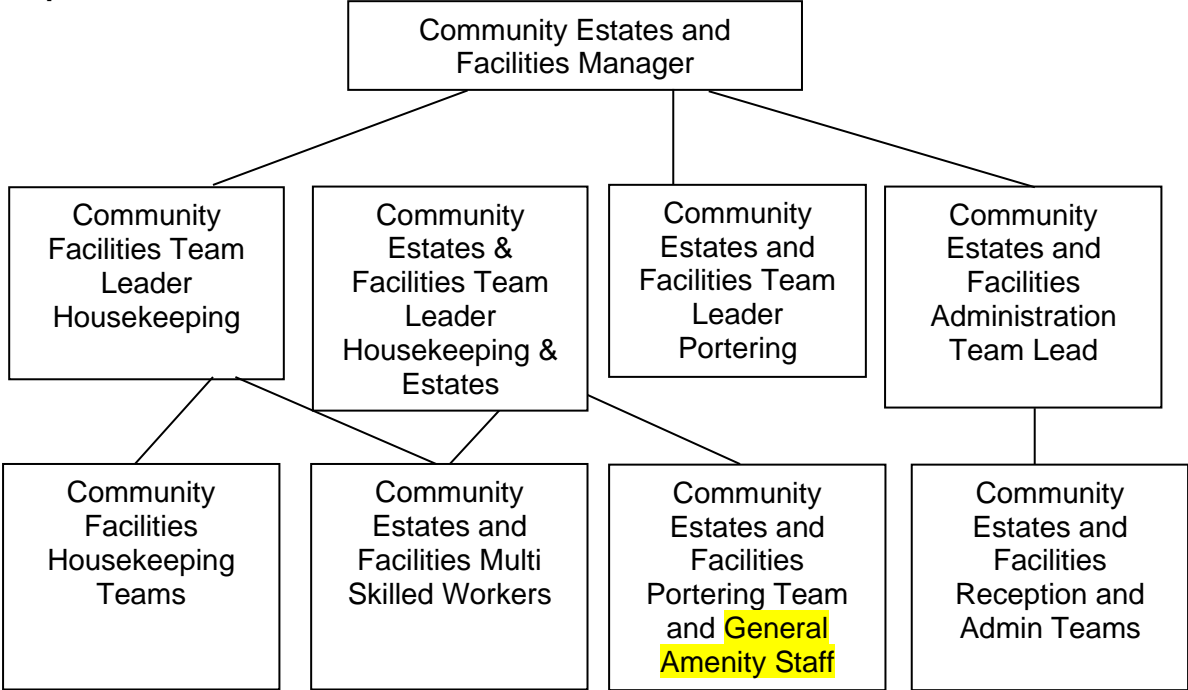 Community Estates and
Facilities Manager
Community
Facilities Team
Leader
Housekeeping
Community
Estates &
Facilities Team
Leader
Housekeeping &
Estates
Community
Estates and
Facilities Team
Leader
Portering
Community
Estates and
Facilities
Administration
Team Lead
Community
Facilities
Housekeeping
Teams
Community
Estates and
Facilities Multi
Skilled Workers
Community
Estates and
Facilities
Portering Team
and General
Amenity Staff
Community
Estates and
Facilities
Reception and
Admin Teams